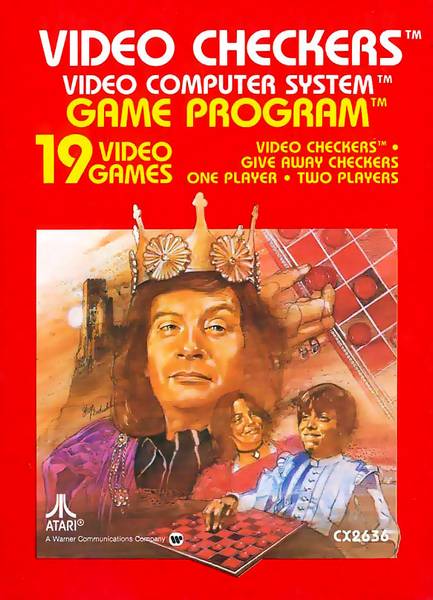 VIDEO CHECKERS™
VIDEO COMPUTER SYSTEM™
GAME PROGRAM™
19 VIDEO GAMES
VIDEO CHECKERS™ •
GIVE AWAY CHECKERS
ONE PLAYER • TWO PLAYERS
ATARI®
A Warner Communications Company
CX2636